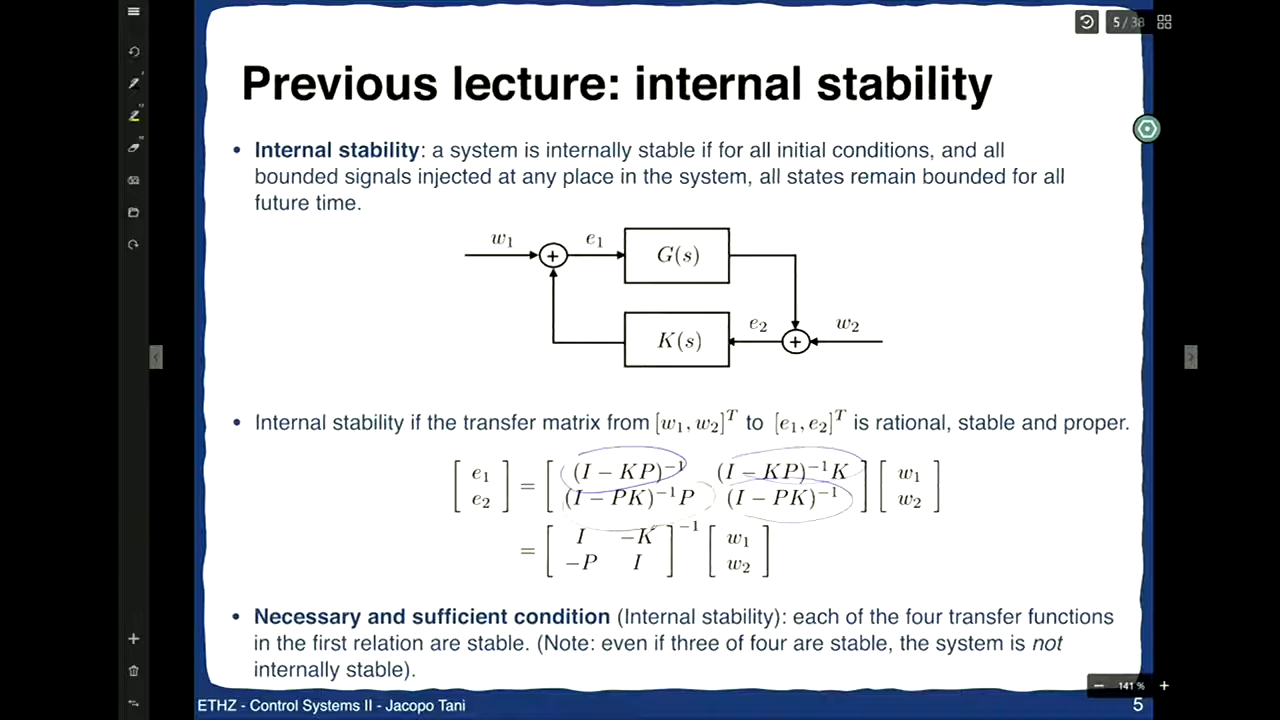 5 / 38
Previous lecture: internal stability
• Internal stability: a system is internally stable if for all initial conditions, and all
bounded signals injected at any place in the system, all states remain bounded for all
future time.
w₁ + e₁ G(s)
K(s) e₂ + w₂
• Internal stability if the transfer matrix from [w₁, w₂]ᵀ to [e₁, e₂]ᵀ is rational, stable and proper.
[ e₁ ; e₂ ] = [ (I − KP)⁻¹ (I − KP)⁻¹K ; (I − PK)⁻¹P (I − PK)⁻¹ ] [ w₁ ; w₂ ]
= [ I −K ; −P I ]⁻¹ [ w₁ ; w₂ ]
• Necessary and sufficient condition (Internal stability): each of the four transfer functions
in the first relation are stable. (Note: even if three of four are stable, the system is not
internally stable).
− 141 % +
ETHZ - Control Systems II - Jacopo Tani 5